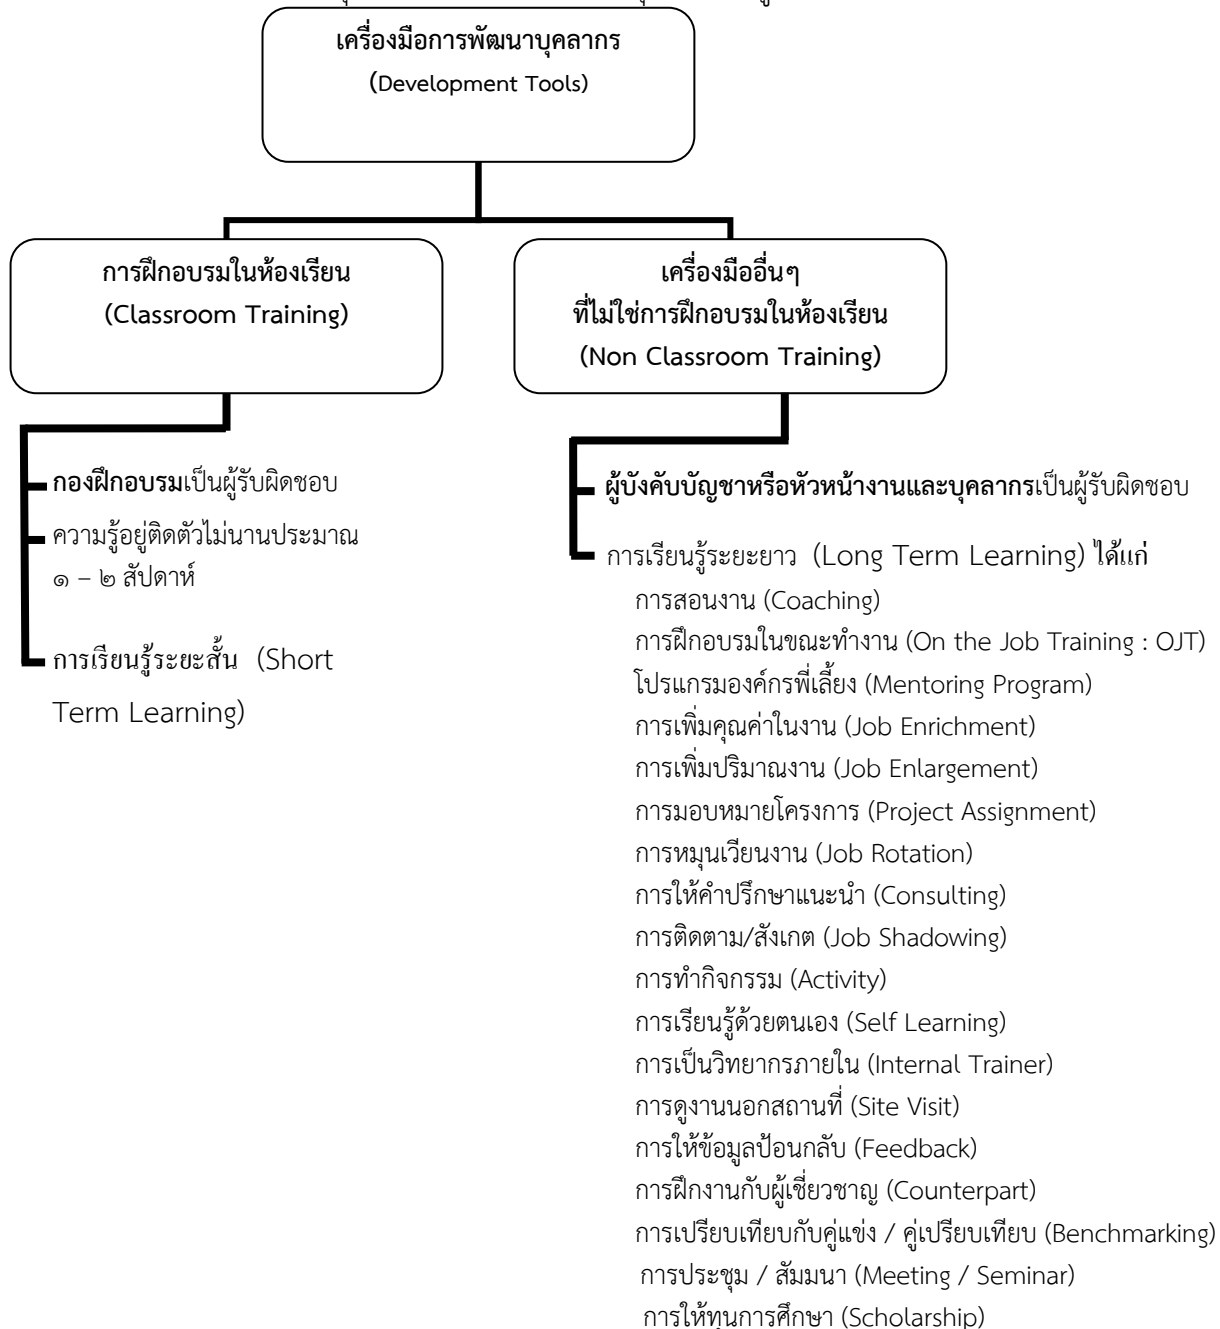 เครื่องมือการพัฒนาบุคลากร
(Development Tools)
การฝึกอบรมในห้องเรียน
(Classroom Training)
เครื่องมืออื่นๆ
ที่ไม่ใช่การฝึกอบรมในห้องเรียน
(Non Classroom Training)
กองฝึกอบรมเป็นผู้รับผิดชอบ
ความรู้อยู่ติดตัวไม่นานประมาณ
๑ – ๒ สัปดาห์
การเรียนรู้ระยะสั้น (Short
Term Learning)
ผู้บังคับบัญชาหรือหัวหน้างานและบุคลากรเป็นผู้รับผิดชอบ
การเรียนรู้ระยะยาว (Long Term Learning) ได้แก่
การสอนงาน (Coaching)
การฝึกอบรมในขณะทำงาน (On the Job Training : OJT)
โปรแกรมองค์กรพี่เลี้ยง (Mentoring Program)
การเพิ่มคุณค่าในงาน (Job Enrichment)
การเพิ่มปริมาณงาน (Job Enlargement)
การมอบหมายโครงการ (Project Assignment)
การหมุนเวียนงาน (Job Rotation)
การให้คำปรึกษาแนะนำ (Consulting)
การติดตาม/สังเกต (Job Shadowing)
การทำกิจกรรม (Activity)
การเรียนรู้ด้วยตนเอง (Self Learning)
การเป็นวิทยากรภายใน (Internal Trainer)
การดูงานนอกสถานที่ (Site Visit)
การให้ข้อมูลป้อนกลับ (Feedback)
การฝึกงานกับผู้เชี่ยวชาญ (Counterpart)
การเปรียบเทียบกับคู่แข่ง / คู่เปรียบเทียบ (Benchmarking)
การประชุม / สัมมนา (Meeting / Seminar)
การให้ทุนการศึกษา (Scholarship)